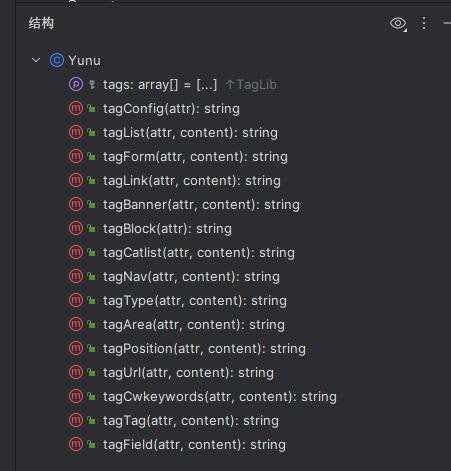 结构
Yunu
tags: array[] = [...] ↑TagLib
tagConfig(attr): string
tagList(attr, content): string
tagForm(attr, content): string
tagLink(attr, content): string
tagBanner(attr, content): string
tagBlock(attr): string
tagCatlist(attr, content): string
tagNav(attr, content): string
tagType(attr, content): string
tagArea(attr, content): string
tagPosition(attr, content): string
tagUrl(attr, content): string
tagCwkeywords(attr, content): string
tagTag(attr, content): string
tagField(attr, content): string